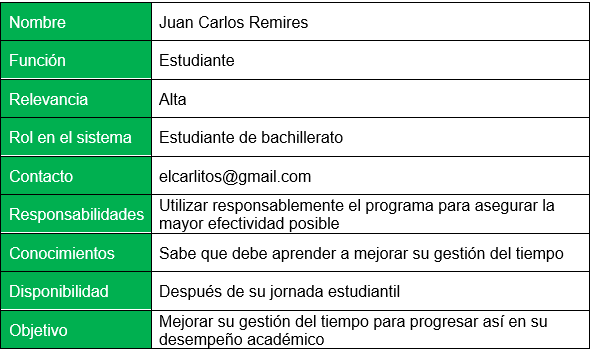 Nombre Juan Carlos Remires
Función Estudiante
Relevancia Alta
Rol en el sistema Estudiante de bachillerato
Contacto elcarlitos@gmail.com
Responsabilidades Utilizar responsablemente el programa para asegurar la
mayor efectividad posible
Conocimientos Sabe que debe aprender a mejorar su gestión del tiempo
Disponibilidad Después de su jornada estudiantil
Objetivo Mejorar su gestión del tiempo para progresar así en su
desempeño académico